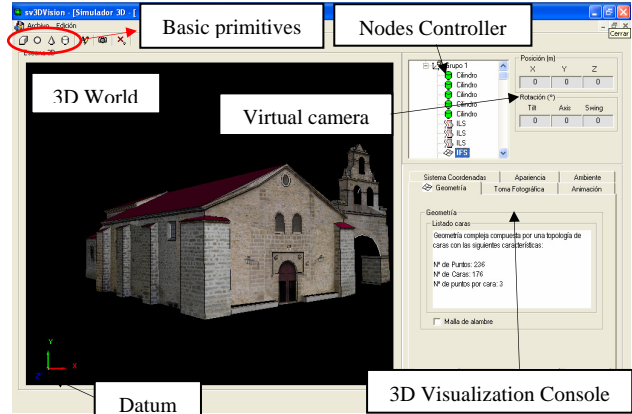 sv3DVision - [Simulador 3D - [
Archivo Edición
Cerrar
Basic primitives
Nodes Controller
Escena 3D
3D World
Virtual camera
Grupo 1
Cilindro
Cilindro
Cilindro
Cilindro
Cilindro
ILS
ILS
ILS
IFS
Posición (m)
X Y Z
0 0 0
Rotación (°)
Tilt Axis Swing
0 0 0
Sistema Coordenadas Apariencia Ambiente
Geometría Toma Fotográfica Animación
Geometría
Listado caras
Geometría compleja compuesta por una topología de
caras con las siguientes características:
Nº de Puntos: 236
Nº de Caras: 176
Nº de puntos por cara: 3
Malla de alambre
Y
X
Z
Datum
3D Visualization Console